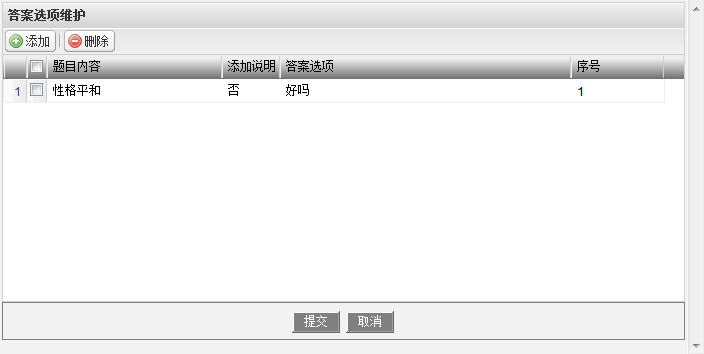 答案选项维护
添加 删除
题目内容 添加说明 答案选项 序号
1 性格平和 否 好吗 1
提交 取消